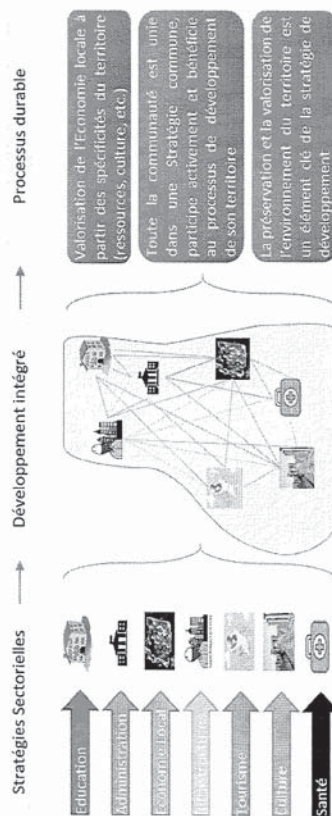 Stratégies Sectorielles
Développement intégré
Processus durable
Education
Administration
Economie Local
Infrastructures
Tourisme
Culture
Santé
Valorisation de l'Economie locale à
partir des spécificités du territoire
(ressources, culture, etc.)
Toute la communauté est unie
dans une Stratégie commune,
participe activement et bénéficie
au processus de développement
de son territoire
La préservation et la valorisation de
l'environnement du territoire est
un élément clé de la stratégie de
développement